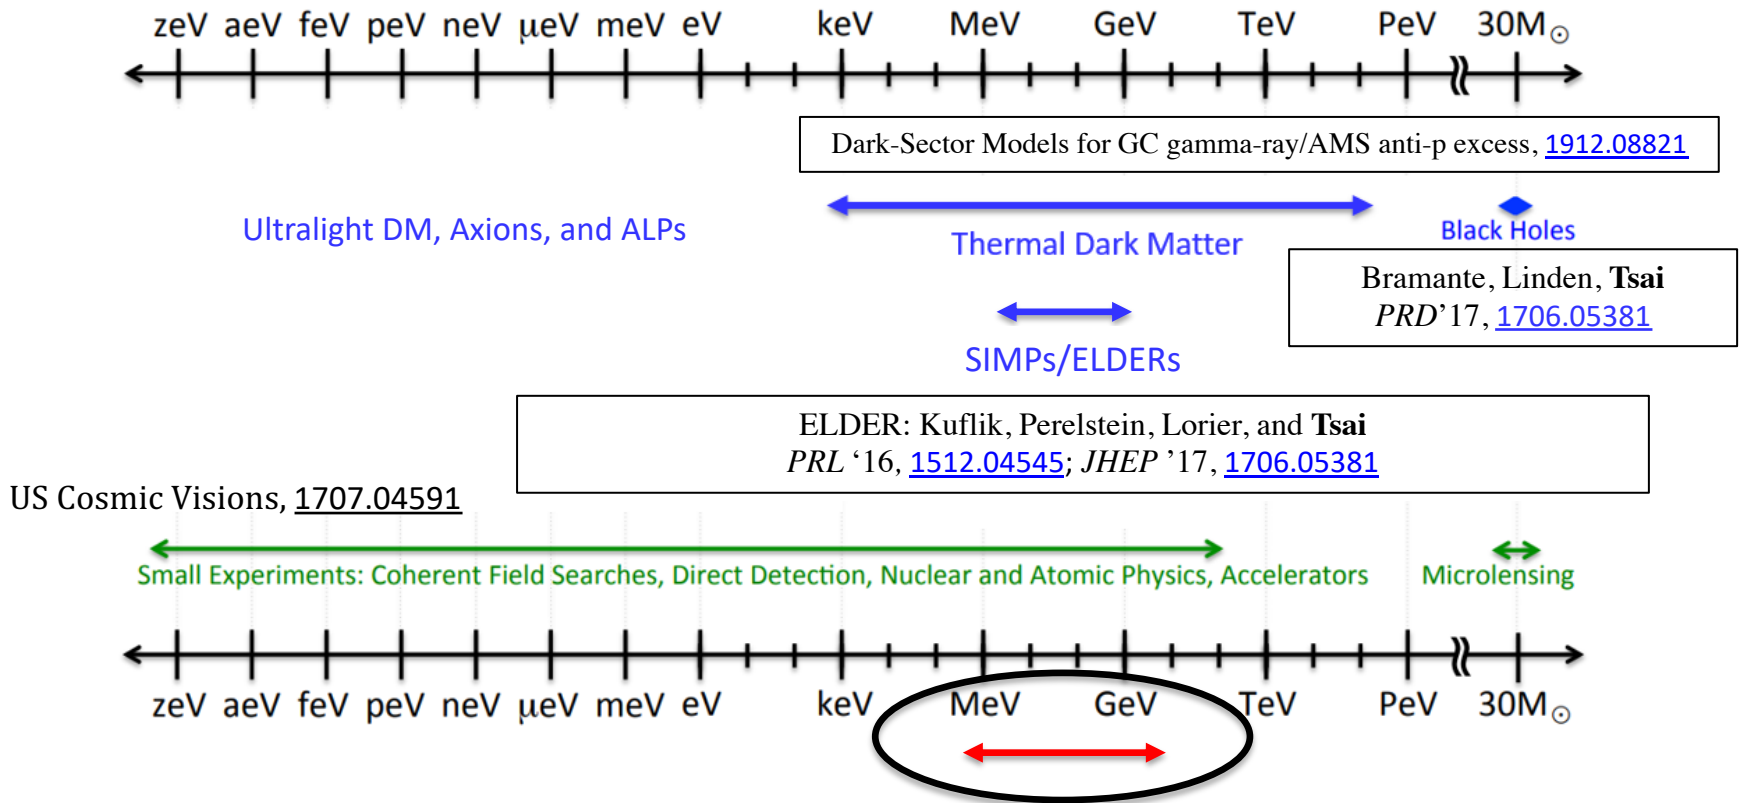 zeV aeV feV peV neV μeV meV eV keV MeV GeV TeV PeV 30M☉
Dark-Sector Models for GC gamma-ray/AMS anti-p excess, 1912.08821
Ultralight DM, Axions, and ALPs
Thermal Dark Matter
Black Holes
Bramante, Linden, Tsai
PRD’17, 1706.05381
SIMPs/ELDERs
ELDER: Kuflik, Perelstein, Lorier, and Tsai
PRL ‘16, 1512.04545; JHEP ’17, 1706.05381
US Cosmic Visions, 1707.04591
Small Experiments: Coherent Field Searches, Direct Detection, Nuclear and Atomic Physics, Accelerators
Microlensing
zeV aeV feV peV neV μeV meV eV keV MeV GeV TeV PeV 30M☉